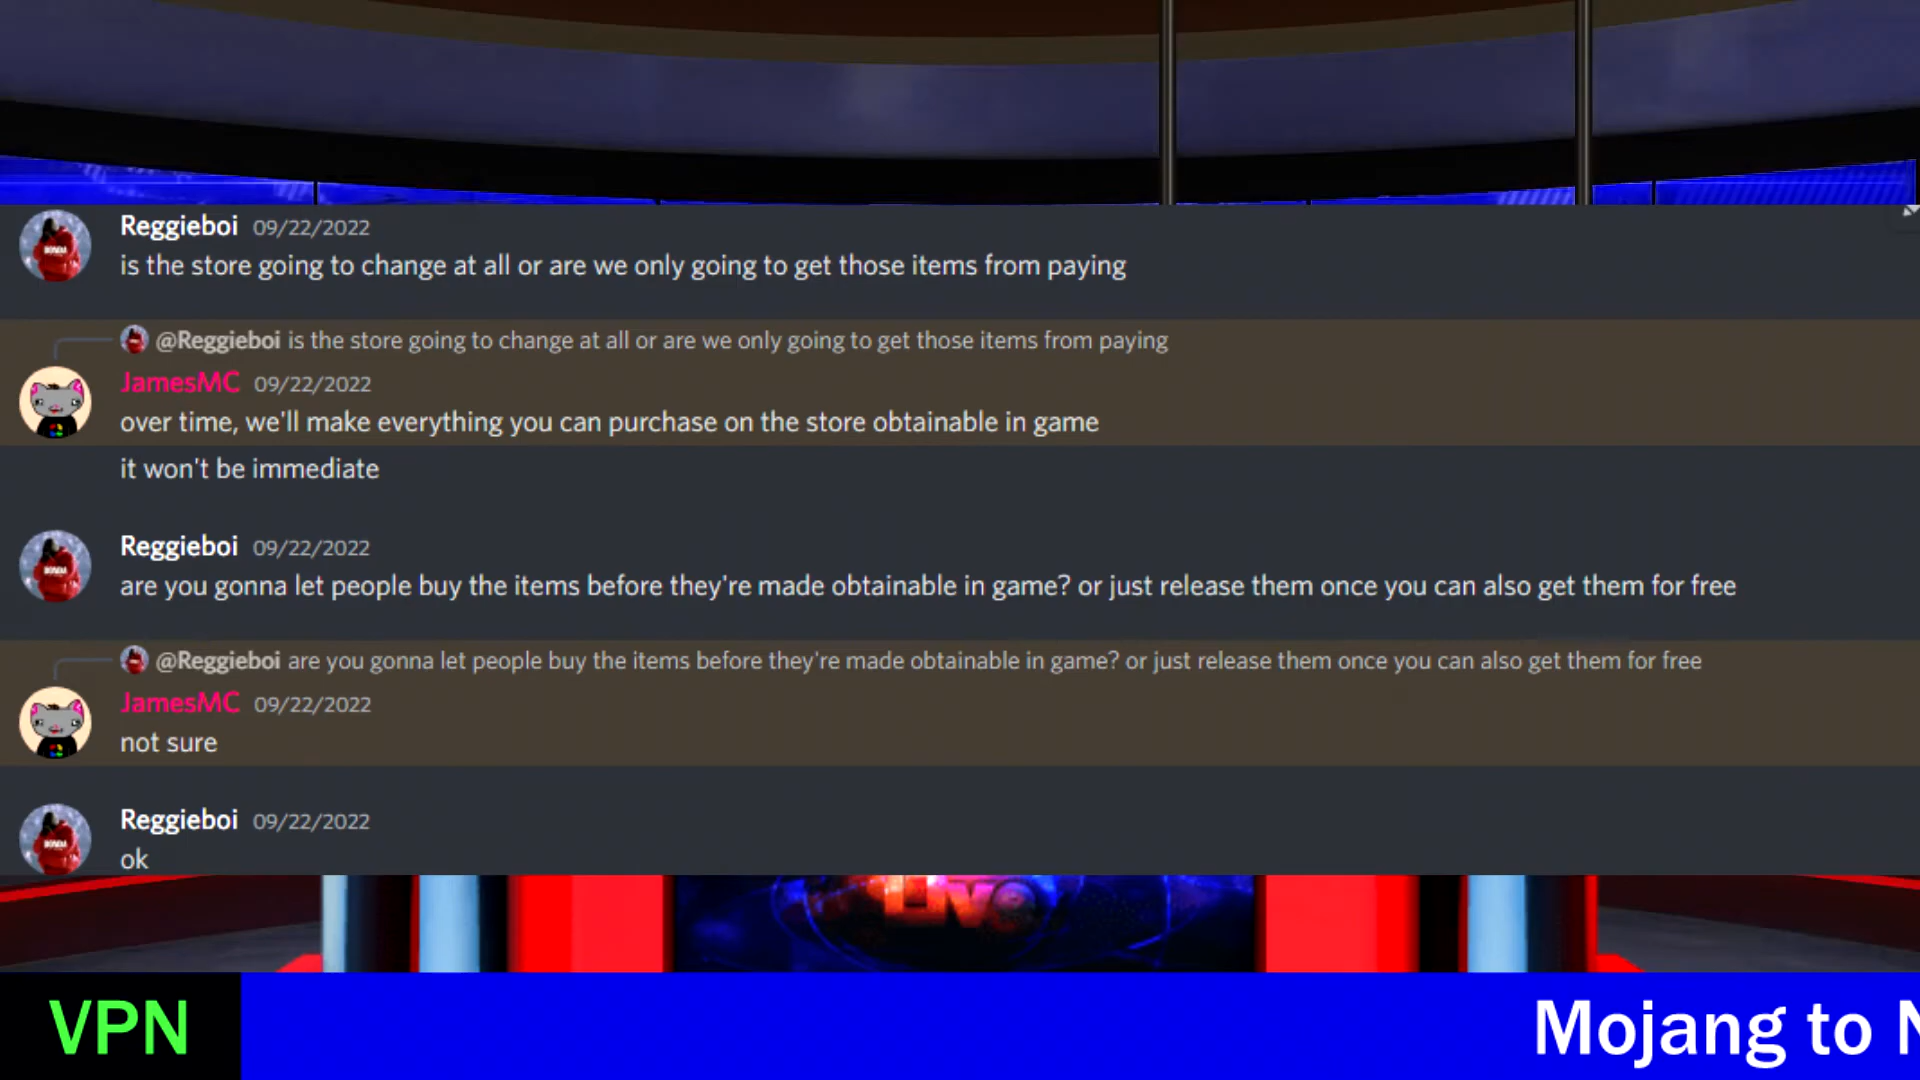 Reggieboi 09/22/2022
is the store going to change at all or are we only going to get those items from paying
@Reggieboi is the store going to change at all or are we only going to get those items from paying
JamesMC 09/22/2022
over time, we'll make everything you can purchase on the store obtainable in game
it won't be immediate
Reggieboi 09/22/2022
are you gonna let people buy the items before they're made obtainable in game? or just release them once you can also get them for free
@Reggieboi are you gonna let people buy the items before they're made obtainable in game? or just release them once you can also get them for free
JamesMC 09/22/2022
not sure
Reggieboi 09/22/2022
ok
LIVE
VPN
Mojang to N